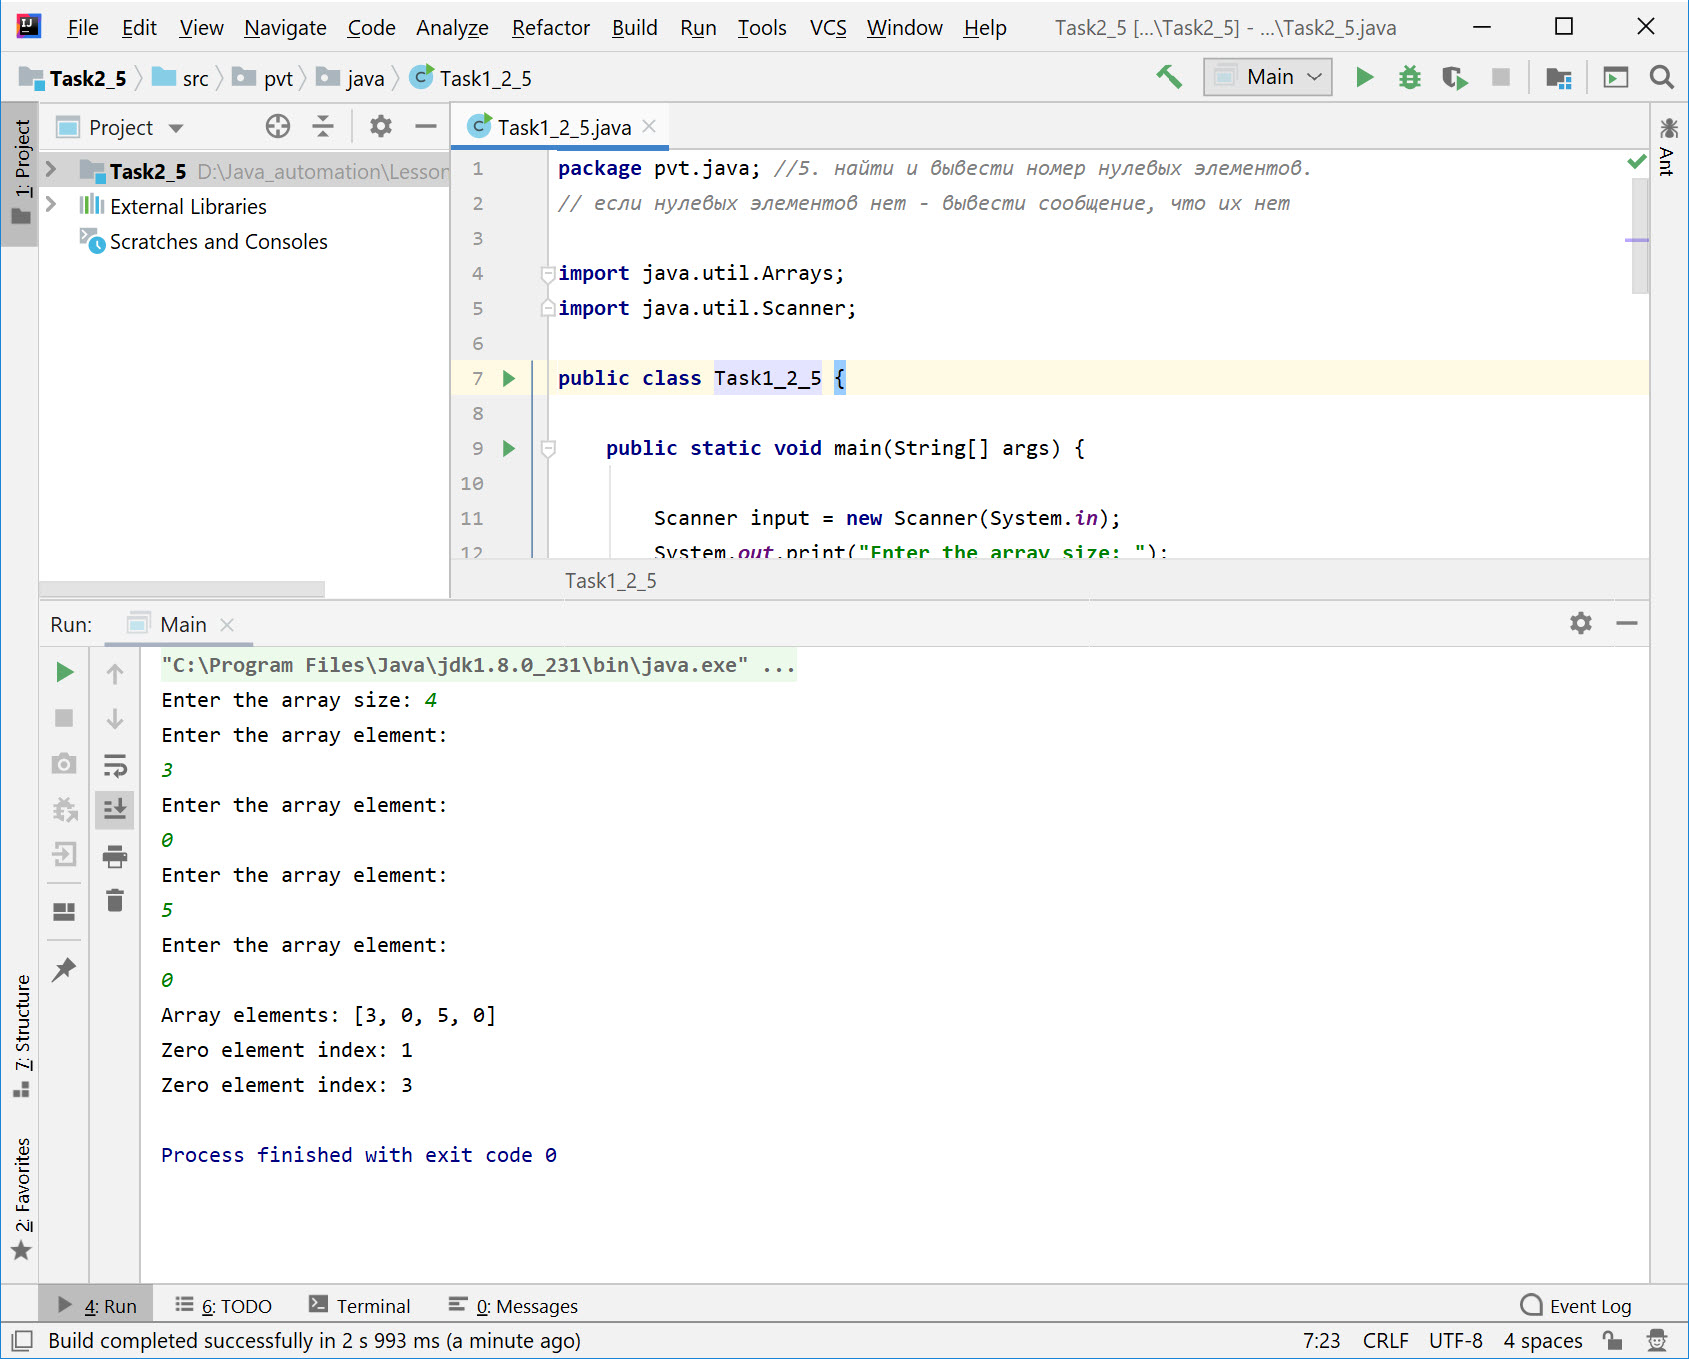 File Edit View Navigate Code Analyze Refactor Build Run Tools VCS Window Help Task2_5 [...\Task2_5] - ...\Task2_5.java
Task2_5 src pvt java Task1_2_5 Main
Project
Task1_2_5.java
1: Project
Task2_5 D:\Java_automation\Lesson
External Libraries
Scratches and Consoles
1 package pvt.java; //5. найти и вывести номер нулевых элементов.
2 // если нулевых элементов нет - вывести сообщение, что их нет
3
4 import java.util.Arrays;
5 import java.util.Scanner;
6
7 public class Task1_2_5 {
8
9 public static void main(String[] args) {
10
11 Scanner input = new Scanner(System.in);
12 System.out.print("Enter the array size: ");
Task1_2_5
Ant
Run: Main
"C:\Program Files\Java\jdk1.8.0_231\bin\java.exe" ...
Enter the array size: 4
Enter the array element:
3
Enter the array element:
0
Enter the array element:
5
Enter the array element:
0
Array elements: [3, 0, 5, 0]
Zero element index: 1
Zero element index: 3
Process finished with exit code 0
7: Structure
2: Favorites
4: Run 6: TODO Terminal 0: Messages Event Log
Build completed successfully in 2 s 993 ms (a minute ago) 7:23 CRLF UTF-8 4 spaces